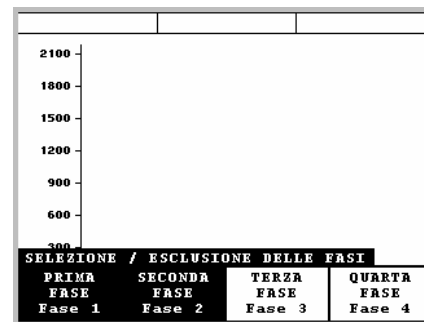 2100
1800
1500
1200
900
600
300
SELEZIONE / ESCLUSIONE DELLE FASI
PRIMA FASE Fase 1
SECONDA FASE Fase 2
TERZA FASE Fase 3
QUARTA FASE Fase 4